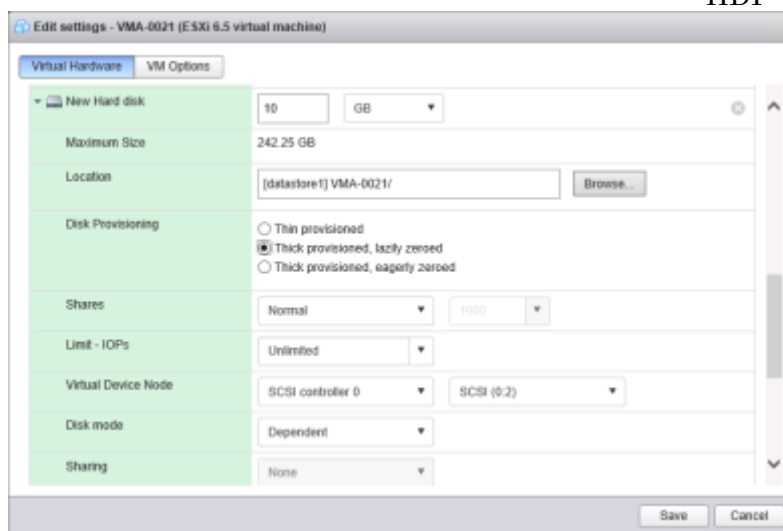 Edit settings - VMA-0021 (ESXi 6.5 virtual machine)
Virtual Hardware VM Options
New Hard disk 10 GB
Maximum Size 242.25 GB
Location [datastore1] VMA-0021/ Browse...
Disk Provisioning Thin provisioned
Thick provisioned, lazily zeroed
Thick provisioned, eagerly zeroed
Shares Normal 1000
Limit - IOPs Unlimited
Virtual Device Node SCSI controller 0 SCSI (0:2)
Disk mode Dependent
Sharing None
Save Cancel